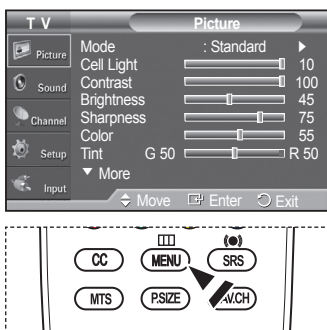 T V Picture
Picture
Sound
Channel
Setup
Input
Mode : Standard ▶
Cell Light 10
Contrast 100
Brightness 45
Sharpness 75
Color 55
Tint G 50 R 50
▼ More
Move Enter Exit
CC MENU SRS
MTS P.SIZE AV.CH